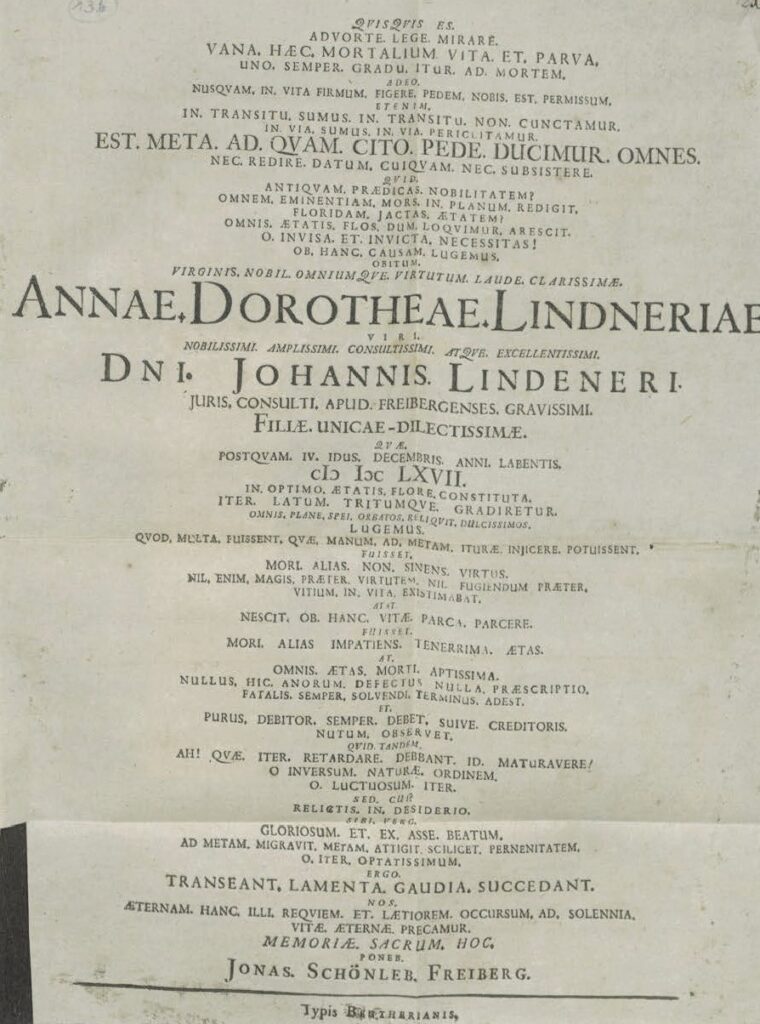 136
QVISQVIS ES.
ADVORTE. LEGE. MIRARE.
VANA. HÆC. MORTALIUM. VITA. ET. PARVA,
UNO. SEMPER. GRADU. ITUR. AD. MORTEM,
ADEO.
NUSQVAM. IN. VITA FIRMUM. FIGERE. PEDEM. NOBIS. EST. PERMISSUM,
ETENIM,
IN. TRANSITU. SUMUS. IN. TRANSITU. NON. CUNCTAMUR.
IN. VIA. SUMUS. IN. VIA. PERICLITAMUR.
EST. META. AD. QVAM. CITO. PEDE. DUCIMUR. OMNES.
NEC. REDIRE. DATUM. CUIQVAM. NEC. SUBSISTERE.
QVID.
ANTIQVAM. PRÆDICAS. NOBILITATEM?
OMNEM. EMINENTIAM. MORS. IN. PLANUM. REDIGIT,
FLORIDAM. JACTAS. ÆTATEM?
OMNIS. ÆTATIS. FLOS. DUM. LOQVIMUR. ARESCIT.
O. INVISA. ET. INVICTA. NECESSITAS!
OB. HANC. CAUSAM. LUGEMUS.
OBITUM.
VIRGINIS. NOBIL. OMNIUMQVE. VIRTUTUM. LAUDE. CLARISSIMÆ.
ANNAE. DOROTHEAE. LINDNERIAE
VIRI.
NOBILISSIMI. AMPLISSIMI. CONSULTISSIMI. ATQVE. EXCELLENTISSIMI.
DNI. JOHANNIS. LINDENERI.
JURIS. CONSULTI. APUD. FREIBERGENSES. GRAVISSIMI.
FILIÆ. UNICAE-DILECTISSIMÆ.
QVÆ.
POSTQVAM. IV. IDUS. DECEMBRIS. ANNI. LABENTIS.
cIↃ IↃc LXVII.
IN. OPTIMO. ÆTATIS. FLORE. CONSTITUTA.
ITER. LATUM. TRITUMQVE. GRADIRETUR.
OMNIS. PLANE. SPEI. ORBATOS. RELIQVIT. DULCISSIMOS.
LUGEMUS.
QVOD. MULTA. FUISSENT. QVÆ. MANUM. AD. METAM. ITURÆ. INJICERE. POTUISSENT.
FUISSET.
MORI. ALIAS. NON. SINENS. VIRTUS.
NIL. ENIM. MAGIS. PRÆTER. VIRTUTEM. NIL. FUGIENDUM PRÆTER,
VITIUM. IN. VITA. EXISTIMABAT.
ATAT
NESCIT. OB. HANC. VITÆ. PARCA. PARCERE.
FUISSET.
MORI. ALIAS IMPATIENS. TENERRIMA. ÆTAS.
AT.
OMNIS. ÆTAS. MORTI. APTISSIMA.
NULLUS. HIC. ANORUM. DEFECTUS NULLA. PRÆSCRIPTIO,
FATALIS. SEMPER. SOLVENDI. TERMINUS. ADEST.
ET.
PURUS. DEBITOR. SEMPER. DEBET. SUIVE. CREDITORIS.
NUTUM. OBSERVET.
QVID. TANDEM.
AH! QVÆ. ITER. RETARDARE. DEBBANT. ID. MATURAVERE!
O INVERSUM. NATURÆ. ORDINEM.
O. LUCTUOSUM. ITER.
SED. CUI?
RELICTIS. IN. DESIDERIO.
SIBI. VERO.
GLORIOSUM. ET. EX. ASSE. BEATUM.
AD METAM. MIGRAVIT. METAM. ATTIGIT. SCILICET. PERNENITATEM.
O. ITER. OPTATISSIMUM.
ERGO.
TRANSEANT. LAMENTA. GAUDIA. SUCCEDANT.
NOS.
ÆTERNAM. HANC. ILLI. REQVIEM. ET. LÆTIOREM. OCCURSUM. AD. SOLENNIA.
VITÆ. ÆTERNÆ. PRECAMUR.
MEMORIÆ. SACRUM. HOC.
PONEB.
JONAS. SCHÖNLEB. FREIBERG.
Typis BEUTHERIANIS.